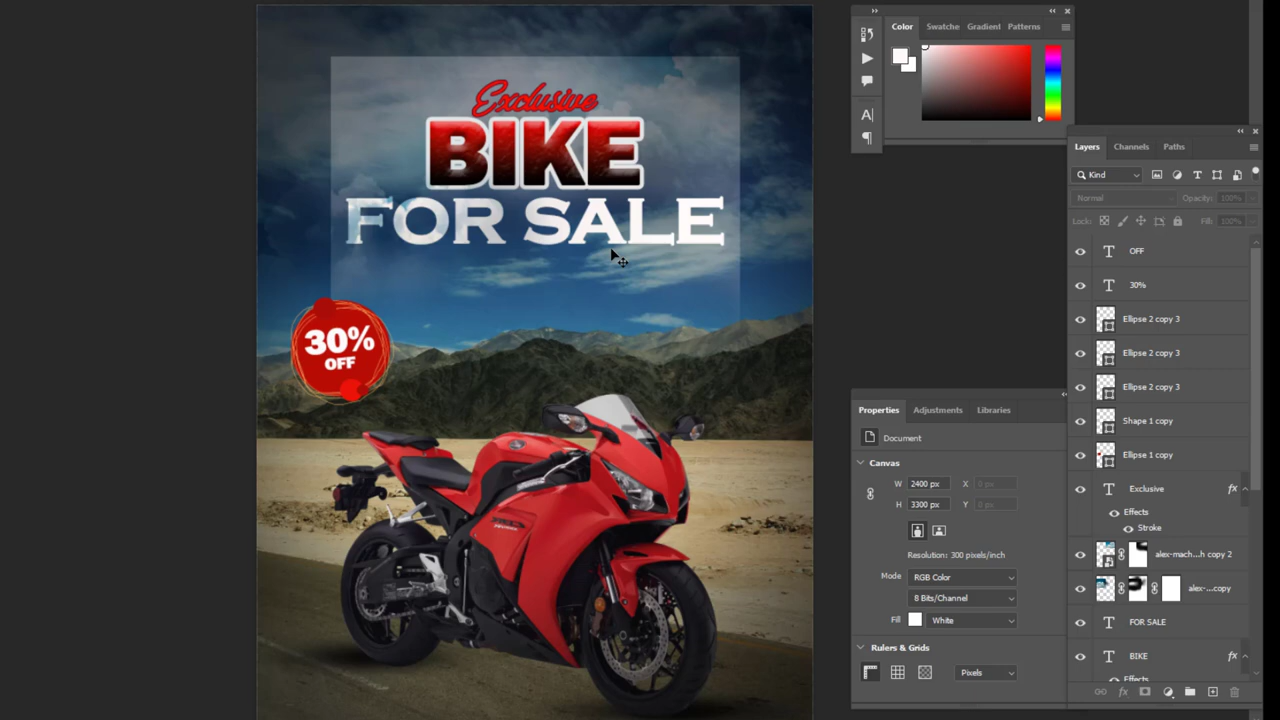 Exclusive
BIKE
FOR SALE
30%
OFF
Color
Swatche
Gradient
Patterns
A|
¶
Layers
Channels
Paths
Kind
T
Normal
Opacity: 100%
Lock:
Fill: 100%
T OFF
T 30%
Ellipse 2 copy 3
Ellipse 2 copy 3
Ellipse 2 copy 3
Shape 1 copy
Ellipse 1 copy
T Exclusive fx
Effects
Stroke
alex-mach...h copy 2
alex-...copy
T FOR SALE
T BIKE fx
Effects
fx
Properties
Adjustments
Libraries
Document
Canvas
W 2400 px X 0 px
H 3300 px Y 0 px
Resolution: 300 pixels/inch
Mode RGB Color
8 Bits/Channel
Fill White
Rulers & Grids
Pixels